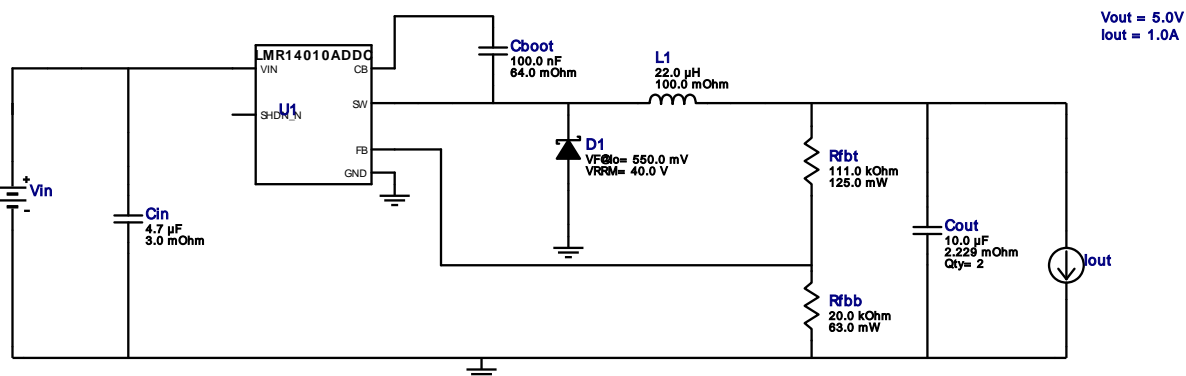 Vout = 5.0V
Iout = 1.0A
LMR14010ADDC
VIN
CB
SW
FB
GND
SHDN_N
U1
Cboot
100.0 nF
64.0 mOhm
L1
22.0 µH
100.0 mOhm
D1
VRRM= 40.0 V
Rfbt
111.0 kOhm
125.0 mW
Vin
+
-
Cin
4.7 µF
3.0 mOhm
Cout
10.0 µF
2.229 mOhm
Qty= 2
Iout
Rfbb
20.0 kOhm
63.0 mW